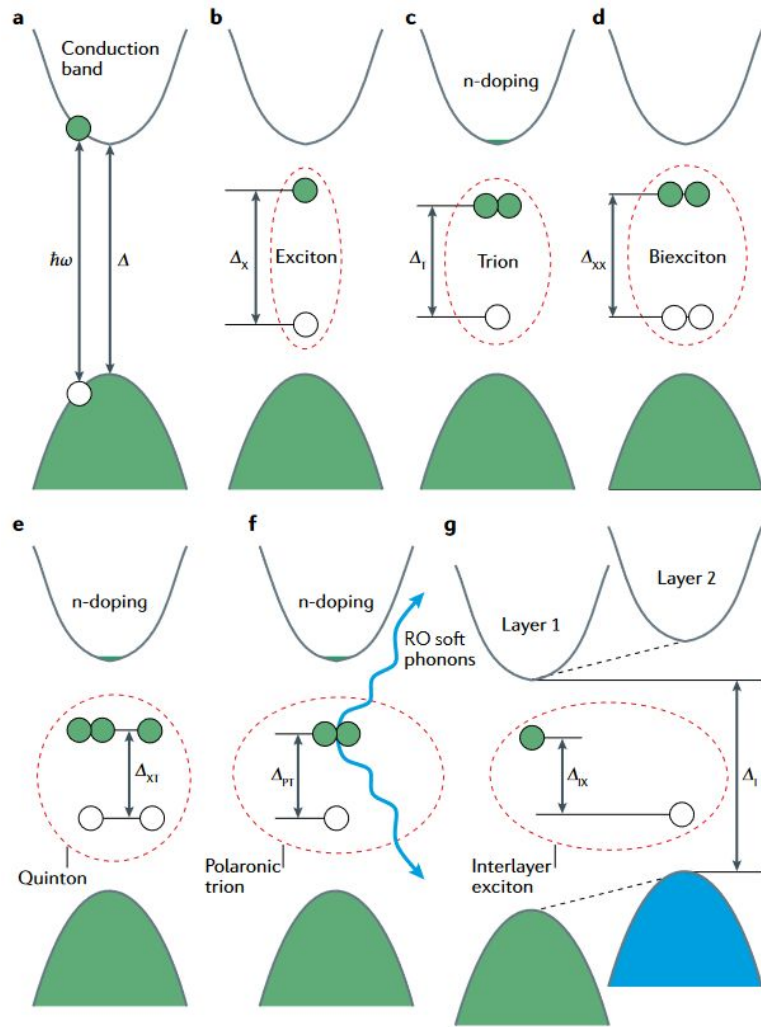 a
b
c
d
Conduction
band
n-doping
ħω
Δ
Δ_X
Exciton
Δ_T
Trion
Δ_XX
Biexciton
e
f
g
n-doping
n-doping
RO soft
phonons
Layer 1
Layer 2
Δ_XT
Δ_PT
Δ_IX
Δ_I
Quinton
Polaronic
trion
Interlayer
exciton